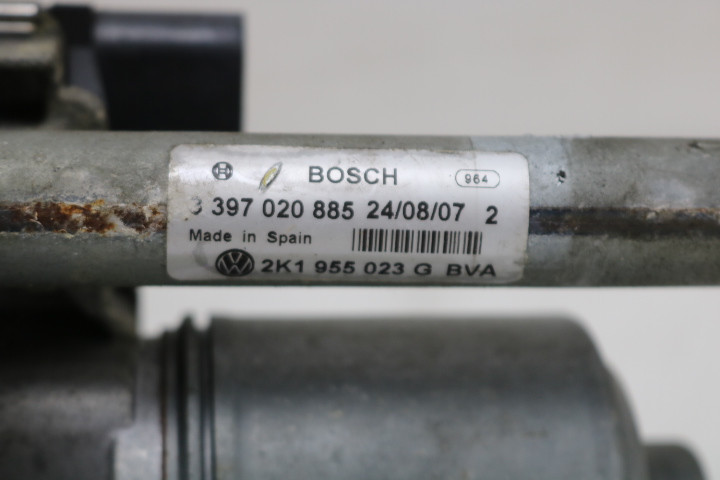 BOSCH 964
3 397 020 885 24/08/07 2
Made in Spain
2K1 955 023 G BVA